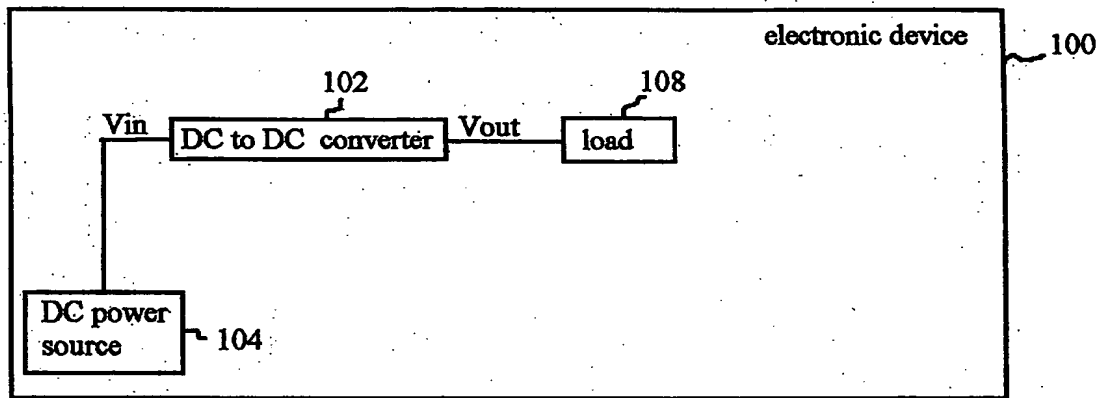 electronic device
100
102
108
Vin
DC to DC converter
Vout
load
DC power
source
104